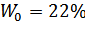 W₀ = 22%